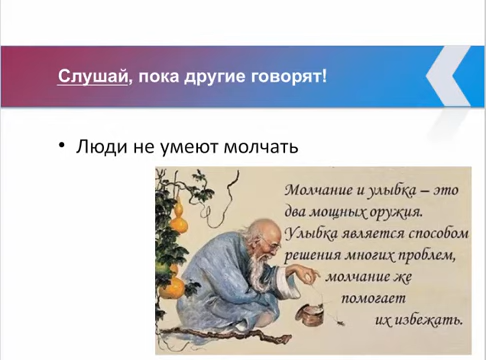 Слушай, пока другие говорят!
• Люди не умеют молчать
Молчание и улыбка – это
два мощных оружия.
Улыбка является способом
решения многих проблем,
молчание же
помогает
их избежать.